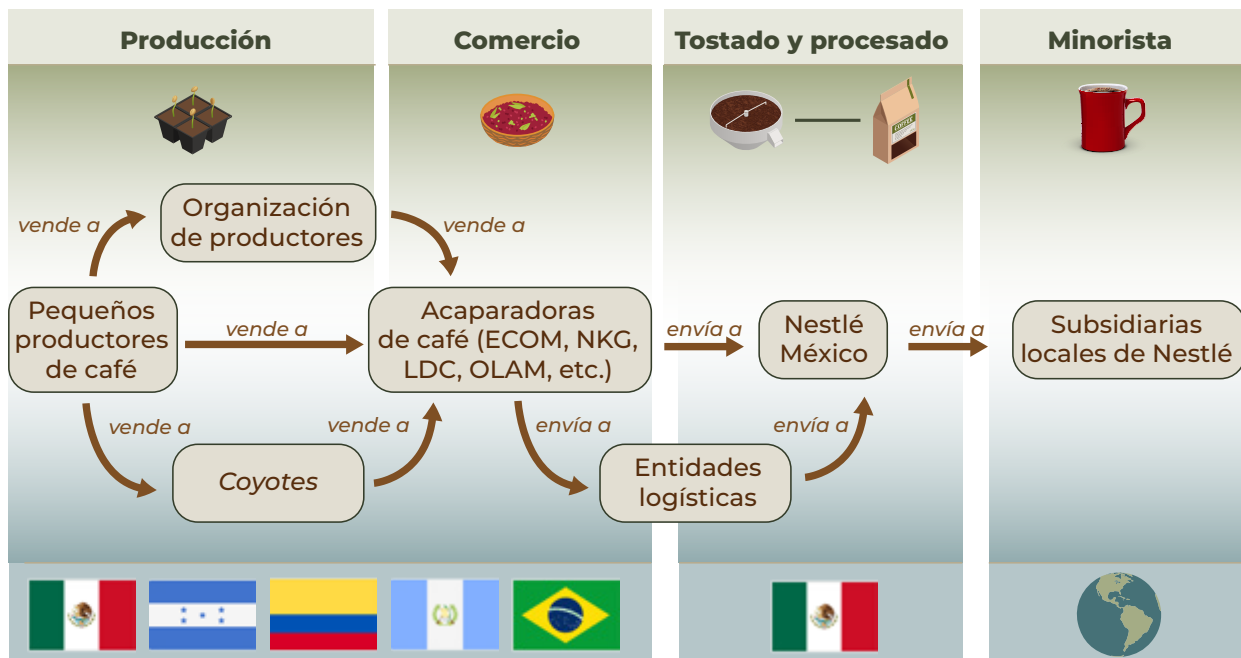 Producción
Comercio
Tostado y procesado
Minorista
COFFEE
vende a
Organización
de productores
vende a
Pequeños
productores
de café
vende a
Acaparadoras
de café (ECOM, NKG,
LDC, OLAM, etc.)
envía a
Nestlé
México
envía a
Subsidiarias
locales de Nestlé
vende a
Coyotes
vende a
envía a
Entidades
logísticas
envía a